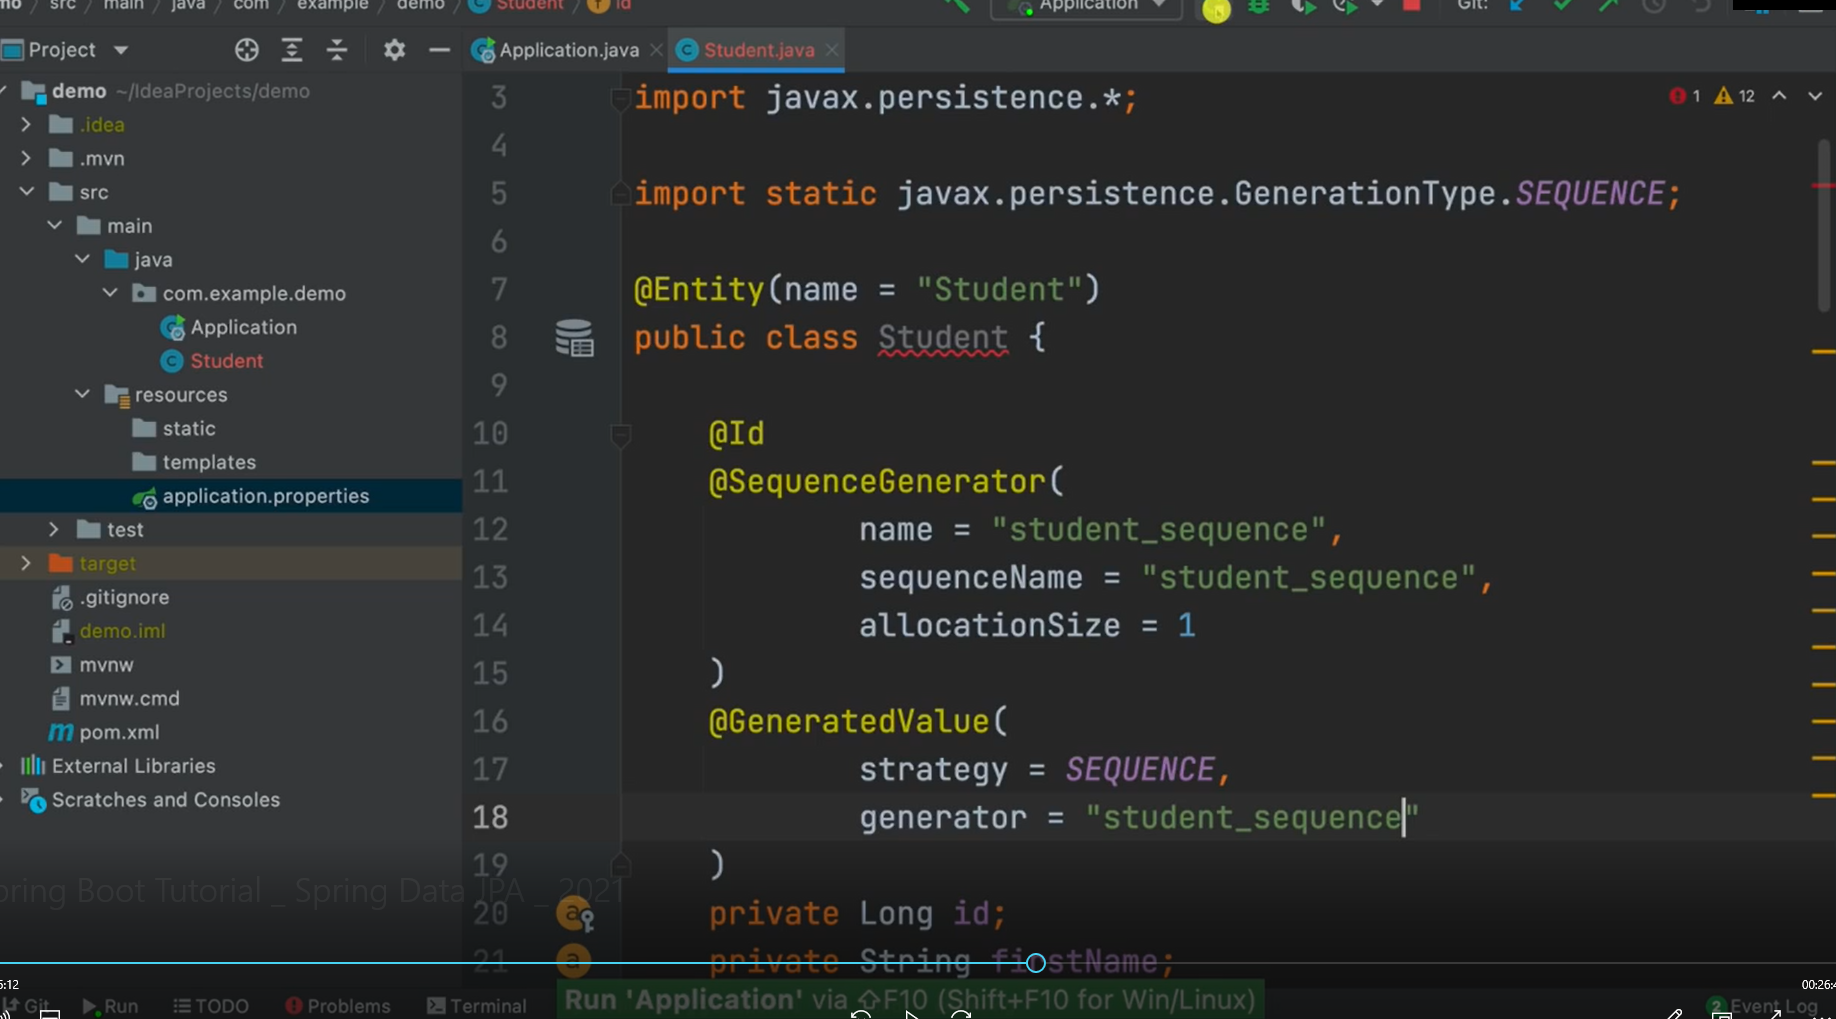 mo src main java com example demo Student id
Application
Git:
Project
Application.java
Student.java
demo ~/IdeaProjects/demo
.idea
.mvn
src
main
java
com.example.demo
Application
Student
resources
static
templates
application.properties
test
target
.gitignore
demo.iml
mvnw
mvnw.cmd
pom.xml
External Libraries
Scratches and Consoles
1 12
3 import javax.persistence.*;
4
5 import static javax.persistence.GenerationType.SEQUENCE;
6
7 @Entity(name = "Student")
8 public class Student {
9
10 @Id
11 @SequenceGenerator(
12 name = "student_sequence",
13 sequenceName = "student_sequence",
14 allocationSize = 1
15 )
16 @GeneratedValue(
17 strategy = SEQUENCE,
18 generator = "student_sequence"
19 )
20 private Long id;
21 private String firstName;
pring Boot Tutorial _ Spring Data JPA _ 2021
5:12
00:26:4
Git
Run
TODO
Problems
Terminal
Run 'Application' via ⇧F10 (Shift+F10 for Win/Linux)
2 Event Log